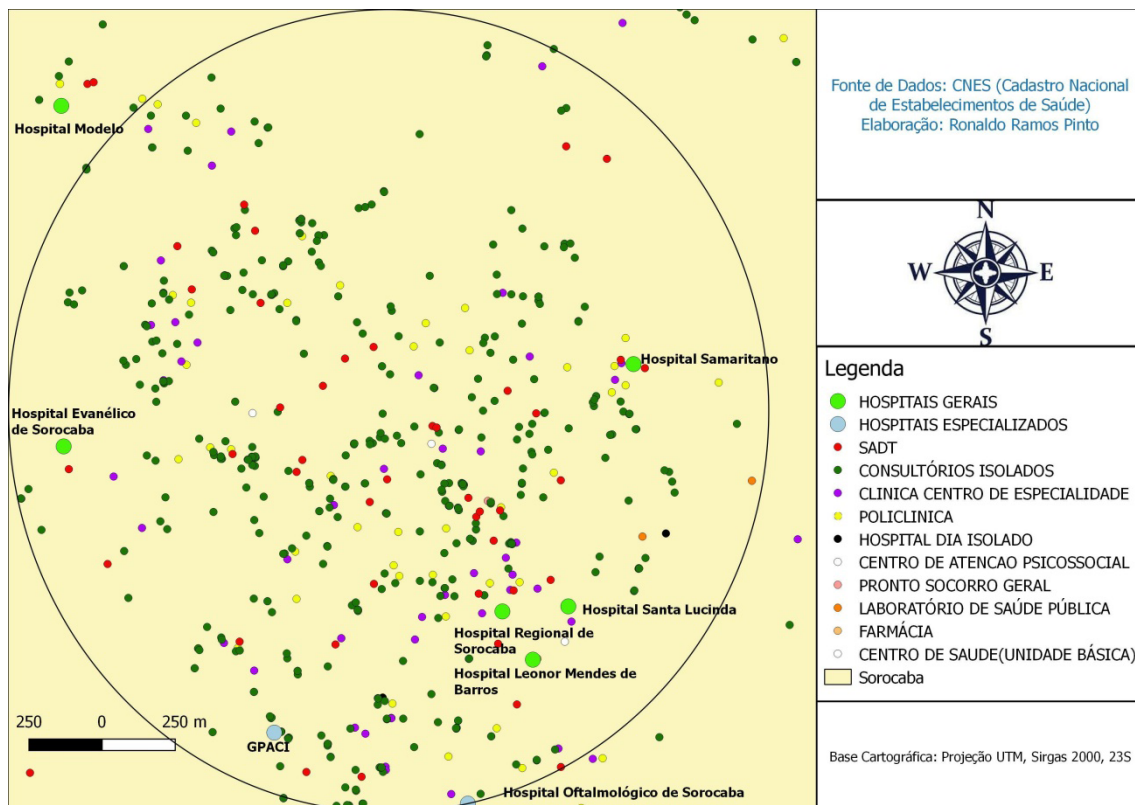 Hospital Modelo
Hospital Samaritano
Hospital Evanélico
de Sorocaba
Hospital Santa Lucinda
Hospital Regional de
Sorocaba
Hospital Leonor Mendes de
Barros
250 0 250 m
GPACI
Hospital Oftalmológico de Sorocaba
Fonte de Dados: CNES (Cadastro Nacional
de Estabelecimentos de Saúde)
Elaboração: Ronaldo Ramos Pinto
N
W E
S
Legenda
HOSPITAIS GERAIS
HOSPITAIS ESPECIALIZADOS
SADT
CONSULTÓRIOS ISOLADOS
CLINICA CENTRO DE ESPECIALIDADE
POLICLINICA
HOSPITAL DIA ISOLADO
CENTRO DE ATENCAO PSICOSSOCIAL
PRONTO SOCORRO GERAL
LABORATÓRIO DE SAÚDE PÚBLICA
FARMÁCIA
CENTRO DE SAUDE(UNIDADE BÁSICA)
Sorocaba
Base Cartográfica: Projeção UTM, Sirgas 2000, 23S